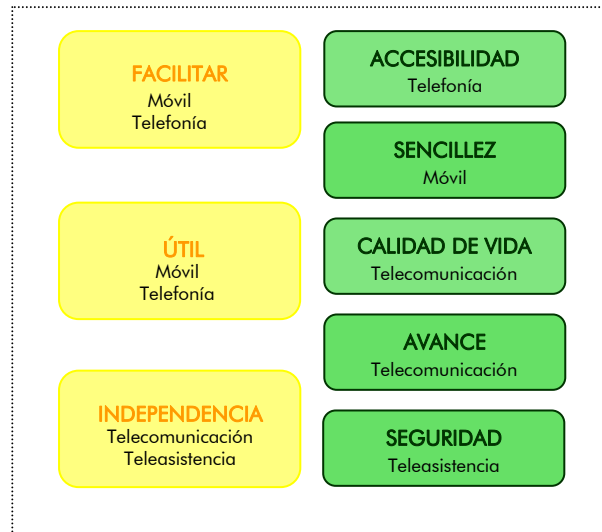 FACILITAR
Móvil
Telefonía
ÚTIL
Móvil
Telefonía
INDEPENDENCIA
Telecomunicación
Teleasistencia
ACCESIBILIDAD
Telefonía
SENCILLEZ
Móvil
CALIDAD DE VIDA
Telecomunicación
AVANCE
Telecomunicación
SEGURIDAD
Teleasistencia